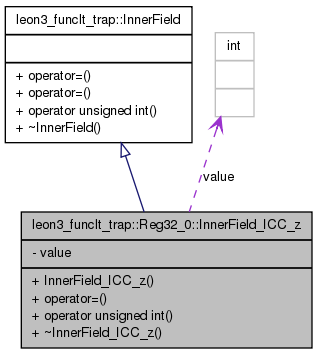 leon3_funclt_trap::InnerField
+ operator=()
+ operator=()
+ operator unsigned int()
+ ~InnerField()
int
value
leon3_funclt_trap::Reg32_0::InnerField_ICC_z
- value
+ InnerField_ICC_z()
+ operator=()
+ operator unsigned int()
+ ~InnerField_ICC_z()